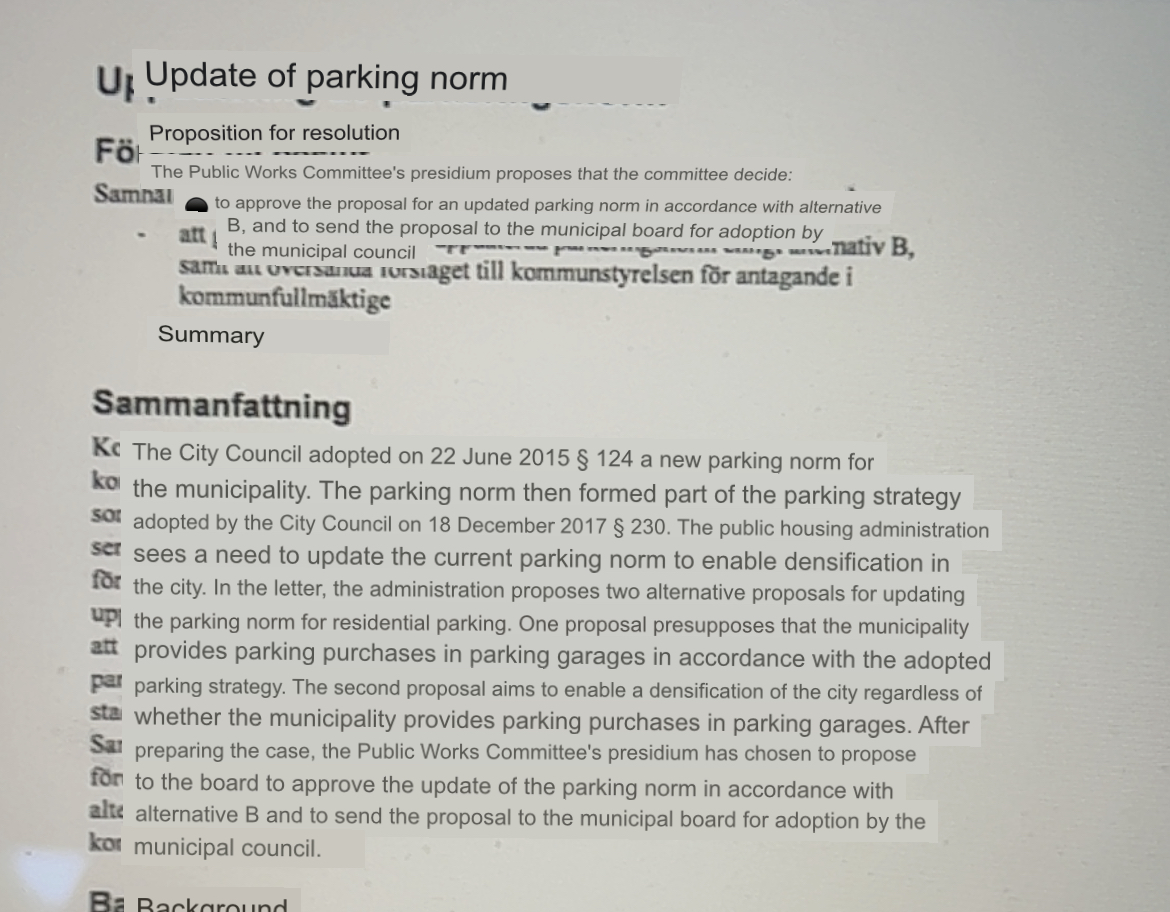 Update of parking norm
Proposition for resolution
The Public Works Committee's presidium proposes that the committee decide:
to approve the proposal for an updated parking norm in accordance with alternative
B, and to send the proposal to the municipal board for adoption by
the municipal council
- att nativ B,
samt att översända förslaget till kommunstyrelsen för antagande i
kommunfullmäktige
Summary
Sammanfattning
The City Council adopted on 22 June 2015 § 124 a new parking norm for
the municipality. The parking norm then formed part of the parking strategy
adopted by the City Council on 18 December 2017 § 230. The public housing administration
sees a need to update the current parking norm to enable densification in
the city. In the letter, the administration proposes two alternative proposals for updating
the parking norm for residential parking. One proposal presupposes that the municipality
att provides parking purchases in parking garages in accordance with the adopted
parking strategy. The second proposal aims to enable a densification of the city regardless of
whether the municipality provides parking purchases in parking garages. After
preparing the case, the Public Works Committee's presidium has chosen to propose
to the board to approve the update of the parking norm in accordance with
alternative B and to send the proposal to the municipal board for adoption by the
municipal council.
Background